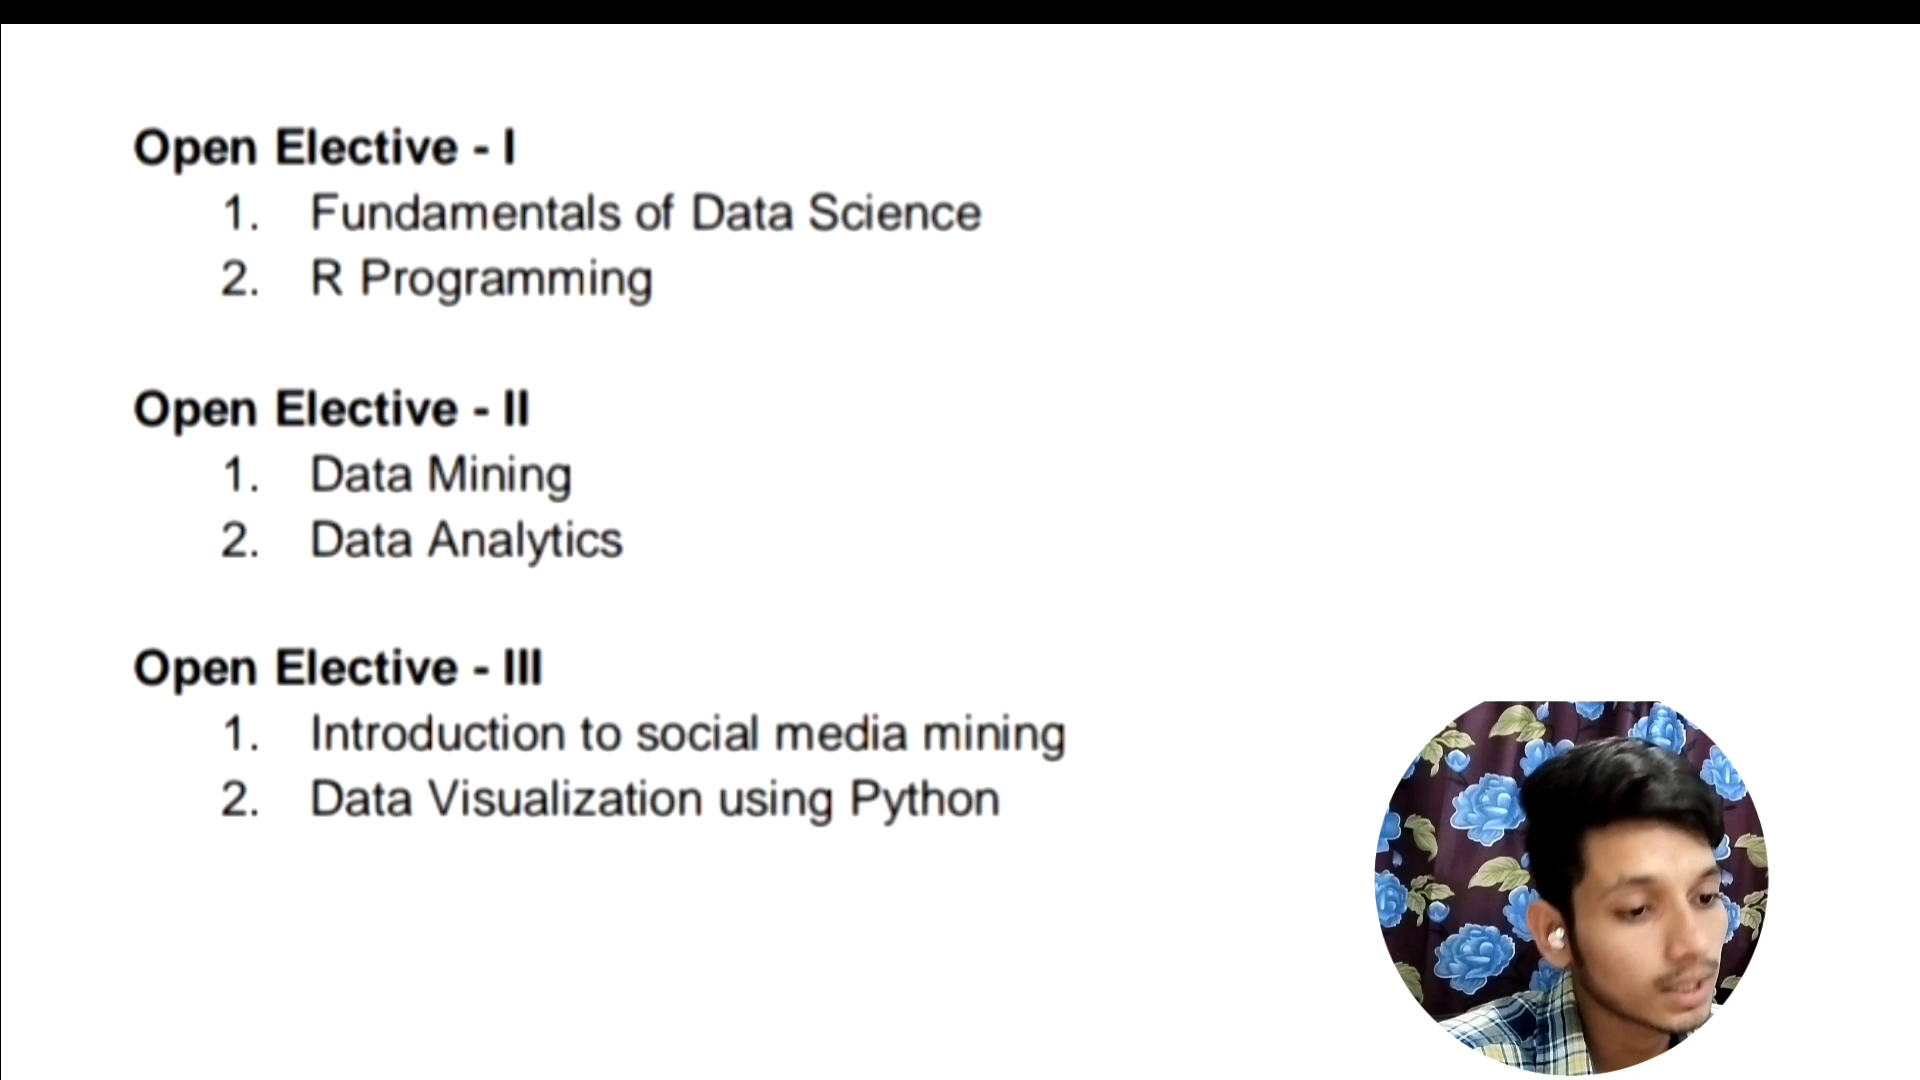 Open Elective - I
1. Fundamentals of Data Science
2. R Programming
Open Elective - II
1. Data Mining
2. Data Analytics
Open Elective - III
1. Introduction to social media mining
2. Data Visualization using Python